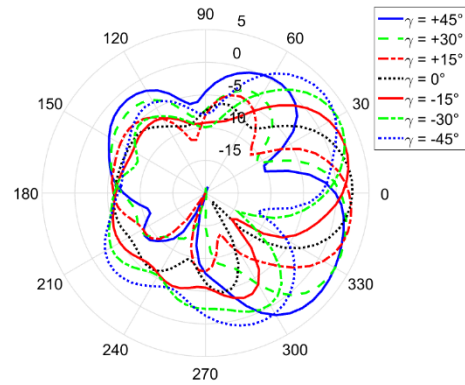 90
5
120
60
0
-5
150
30
-10
-15
180
0
210
330
240
300
270
γ = +45°
γ = +30°
γ = +15°
γ = 0°
γ = -15°
γ = -30°
γ = -45°